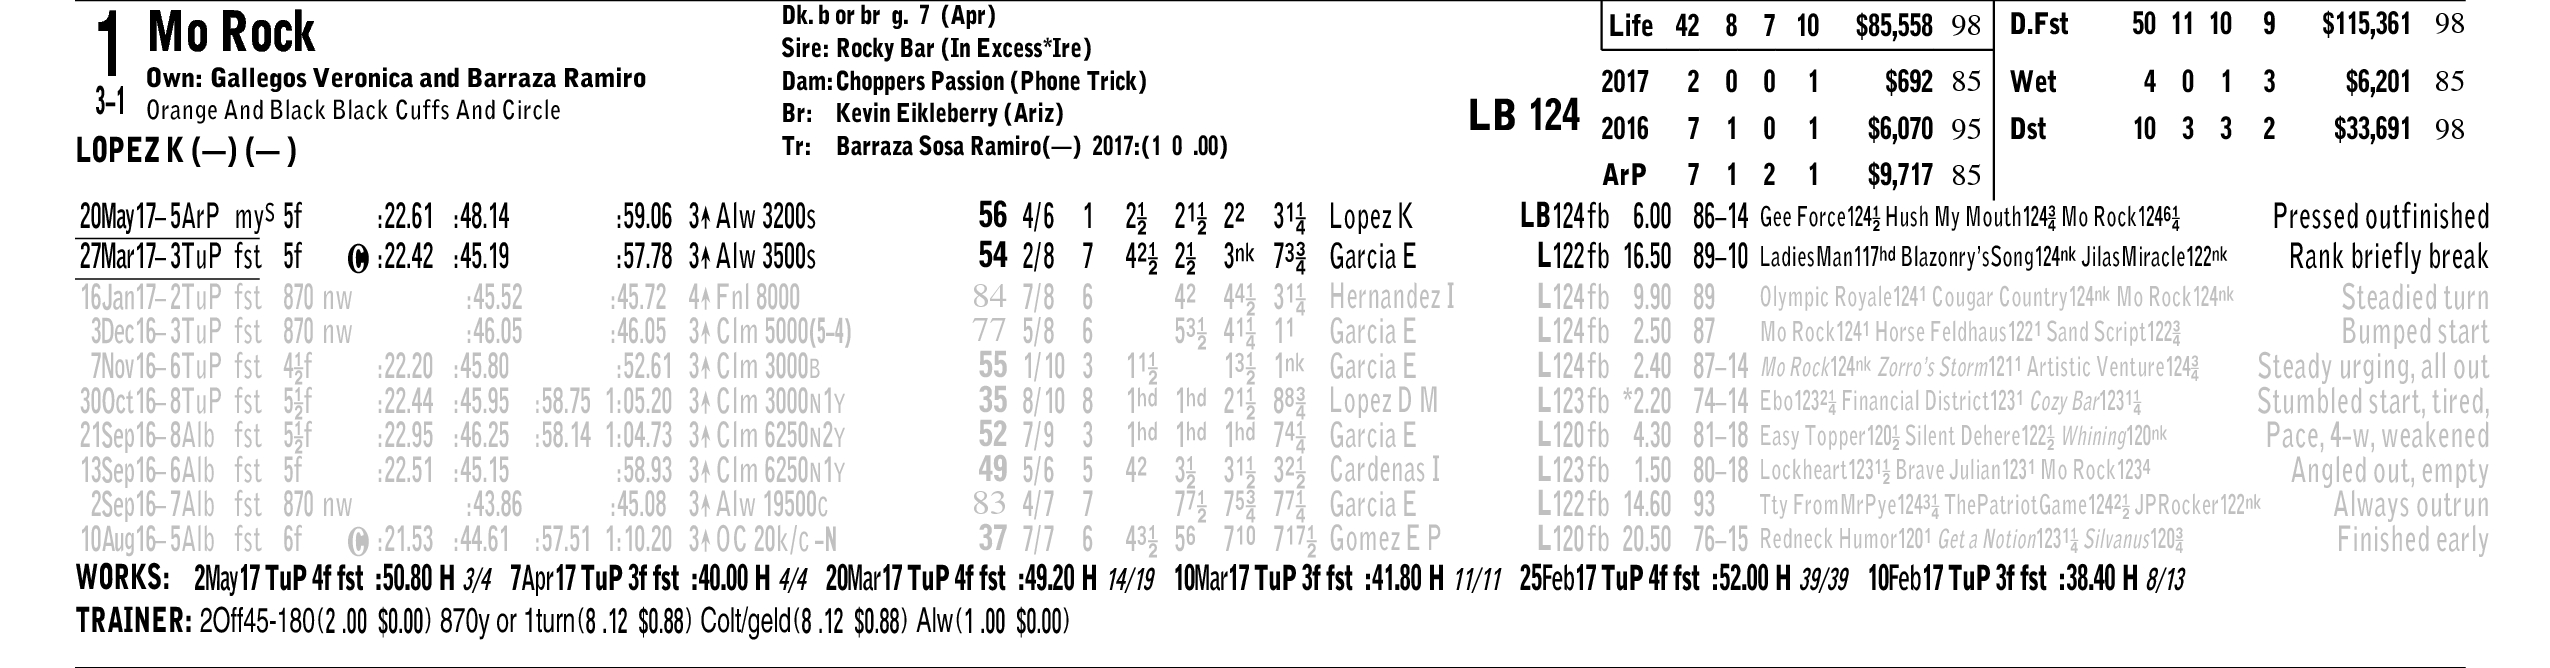 1 Mo Rock Dk. b or br g. 7 (Apr) Life 42 8 7 10 $85,558 98 D.Fst 50 11 10 9 $115,361 98
Sire: Rocky Bar (In Excess*Ire)
Own: Gallegos Veronica and Barraza Ramiro Dam: Choppers Passion (Phone Trick) 2017 2 0 0 1 $692 85 Wet 4 0 1 3 $6,201 85
3–1 Orange And Black Black Cuffs And Circle Br: Kevin Eikleberry (Ariz) LB 124 2016 7 1 0 1 $6,070 95 Dst 10 3 3 2 $33,691 98
LOPEZ K (—) (— ) Tr: Barraza Sosa Ramiro(—) 2017:(1 0 .00)
ArP 7 1 2 1 $9,717 85
20May17–5ArP myS 5f :22.61 :48.14 :59.06 3↑ Alw 3200s 56 4/6 1 2½ 21½ 22 31¼ Lopez K LB124fb 6.00 86–14 Gee Force124½ Hush My Mouth124¾ Mo Rock1246¼ Pressed outfinished
27Mar17–3TuP fst 5f C :22.42 :45.19 :57.78 3↑ Alw 3500s 54 2/8 7 42½ 2½ 3nk 73¾ Garcia E L122fb 16.50 89–10 LadiesMan117hd Blazonry'sSong124nk JilasMiracle122nk Rank briefly break
16Jan17–2TuP fst 870 nw :45.52 :45.72 4↑ Fnl 8000 84 7/8 6 42 44½ 31¼ Hernandez I L124fb 9.90 89 Olympic Royale1241 Cougar Country124nk Mo Rock124nk Steadied turn
3Dec16–3TuP fst 870 nw :46.05 :46.05 3↑ Clm 5000(5–4) 77 5/8 6 53½ 41¼ 11 Garcia E L124fb 2.50 87 Mo Rock1241 Horse Feldhaus1221 Sand Script122¾ Bumped start
7Nov16–6TuP fst 4½f :22.20 :45.80 :52.61 3↑ Clm 3000B 55 1/10 3 11½ 13½ 1nk Garcia E L124fb 2.40 87–14 Mo Rock124nk Zorro's Storm1211 Artistic Venture124¾ Steady urging, all out
30Oct16–8TuP fst 5½f :22.44 :45.95 :58.75 1:05.20 3↑ Clm 3000N1Y 35 8/10 8 1hd 1hd 21½ 88¾ Lopez D M L123fb *2.20 74–14 Ebo1232¼ Financial District1231 Cozy Bar1231¼ Stumbled start, tired,
21Sep16–8Alb fst 5½f :22.95 :46.25 :58.14 1:04.73 3↑ Clm 6250N2Y 52 7/9 3 1hd 1hd 1hd 74¼ Garcia E L120fb 4.30 81–18 Easy Topper120½ Silent Dehere122½ Whining120nk Pace, 4-w, weakened
13Sep16–6Alb fst 5f :22.51 :45.15 :58.93 3↑ Clm 6250N1Y 49 5/6 5 42 3½ 31½ 32½ Cardenas I L123fb 1.50 80–18 Lockheart1231½ Brave Julian1231 Mo Rock1234 Angled out, empty
2Sep16–7Alb fst 870 nw :43.86 :45.08 3↑ Alw 19500C 83 4/7 7 77½ 75¾ 77¼ Garcia E L122fb 14.60 93 Tty FromMrPye1243¼ ThePatriotGame1242½ JPRocker122nk Always outrun
10Aug16–5Alb fst 6f C :21.53 :44.61 :57.51 1:10.20 3↑ OC 20k/c –N 37 7/7 6 43½ 56 710 717½ Gomez E P L120fb 20.50 76–15 Redneck Humor1201 Get a Notion1231¼ Silvanus120¾ Finished early
WORKS: 2May17 TuP 4f fst :50.80 H 3/4 7Apr17 TuP 3f fst :40.00 H 4/4 20Mar17 TuP 4f fst :49.20 H 14/19 10Mar17 TuP 3f fst :41.80 H 11/11 25Feb17 TuP 4f fst :52.00 H 39/39 10Feb17 TuP 3f fst :38.40 H 8/13
TRAINER: 2Off45-180(2 .00 $0.00) 870y or 1turn(8 .12 $0.88) Colt/geld(8 .12 $0.88) Alw(1 .00 $0.00)